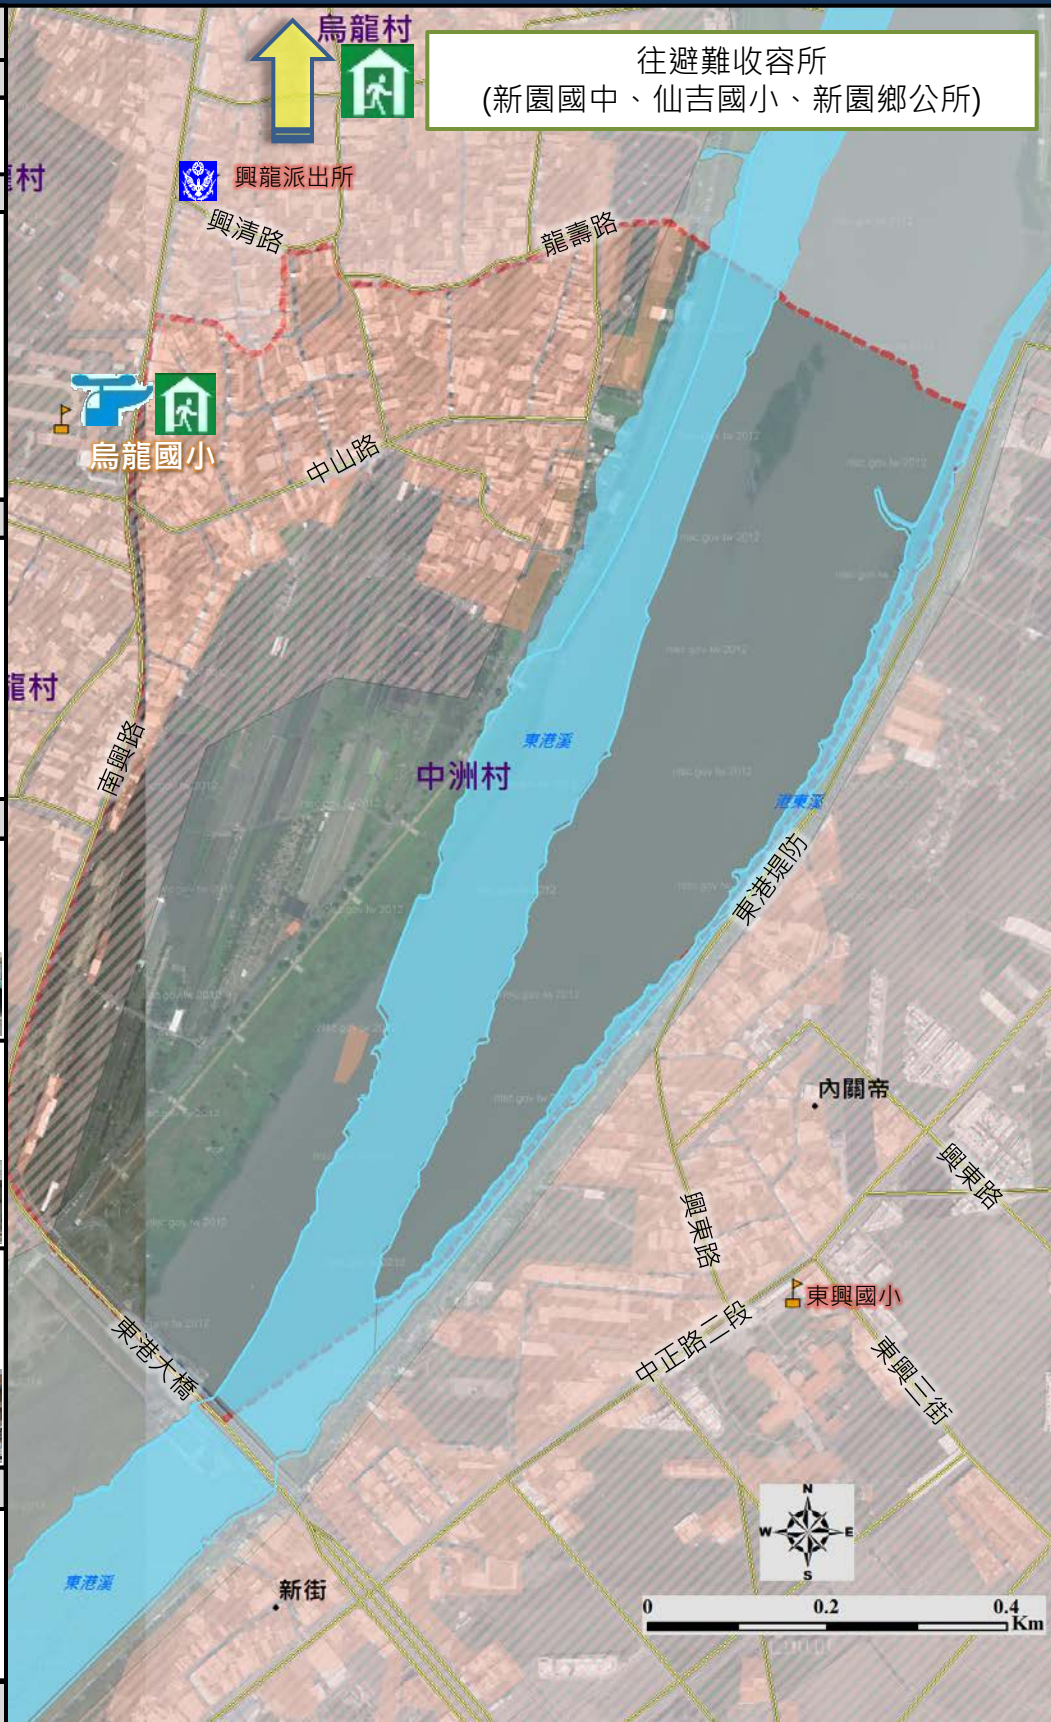 烏龍村
往避難收容所
(新園國中、仙吉國小、新園鄉公所)
村
興龍派出所
興清路
龍壽路
烏龍國小
中山路
龍村
南興路
東港溪
中洲村
港東溪
東港堤防
內關帝
興東路
興東路
東興國小
中正路二段
東興三街
東港大橋
東港溪
新街
N
W E
S
0 0.2 0.4
Km